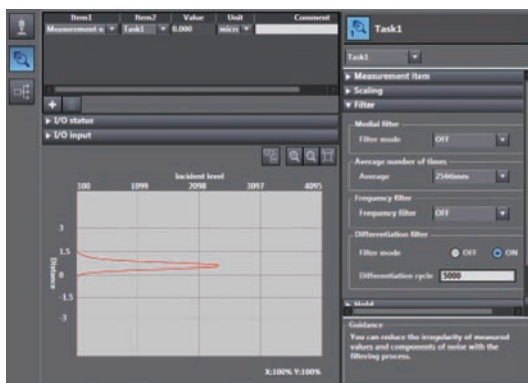 Item1 Item2 Value Unit Comment
Measurement v Task1 0.000 micr
I/O status
I/O input
Incident level
100 1099 2098 3097 4095
Distance
3
1.5
0
-1.5
-3
X:100% Y:100%
1 Task1
Task1
Measurement item
Scaling
Filter
Medial filter
Filter mode OFF
Average number of times
Average 256times
Frequency filter
Frequency filter OFF
Differentiation filter
Filter mode OFF ON
Differentiation cycle 5000
Hold
Guidance
You can reduce the irregularity of measured
values and components of noise with the
filtering process.